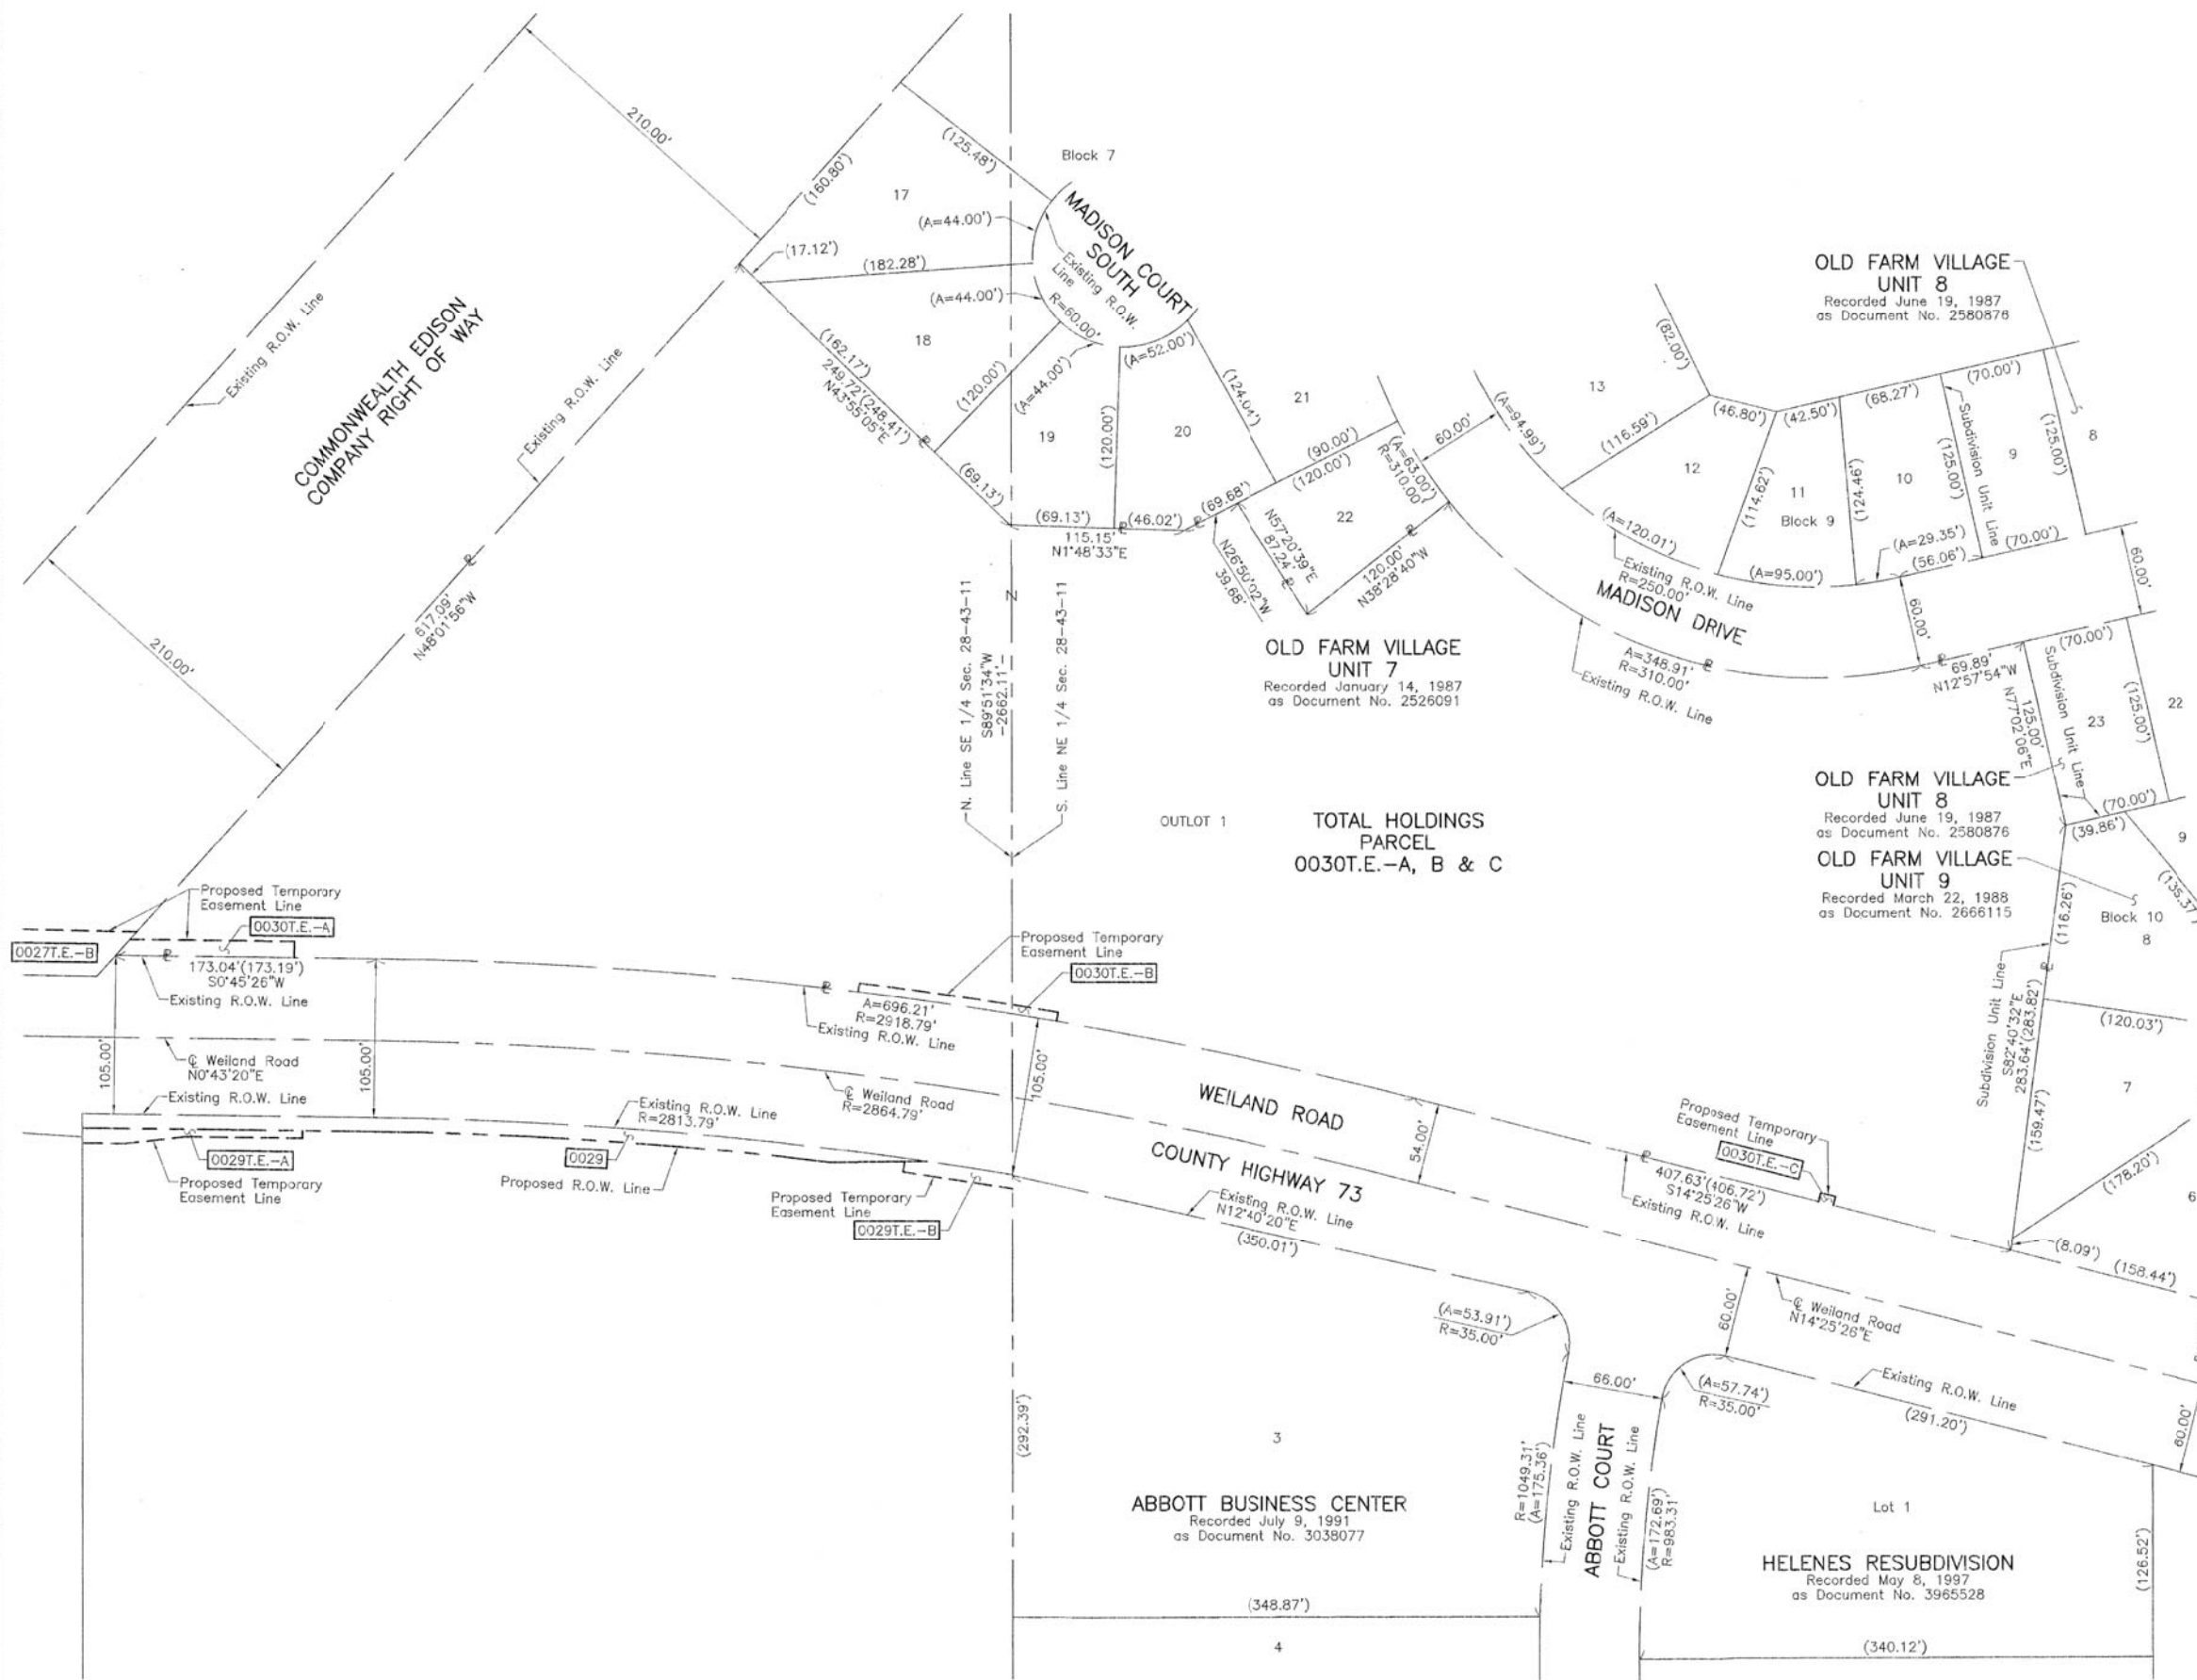 210.00'
(125.48')
Block 7
(160.80')
17
(A=44.00')
MADISON COURT
SOUTH
Existing R.O.W.
Line
(17.12')
(182.28')
(A=44.00')
R=60.00'
18
(162.17')
249.72'(248.41')
N43°55'05"E
(120.00')
(A=44.00')
(A=52.00')
(124.04')
21
19
(120.00')
20
(69.13')
(69.13')
(46.02')
115.15'
N1°48'33"E
(69.68')
(90.00')
(120.00')
(A=63.00')
R=310.00'
60.00'
N26°50'02"W
39.68'
N57°20'39"E
87.24'
22
120.00'
N38°28'40"W
COMMONWEALTH EDISON
COMPANY RIGHT OF WAY
Existing R.O.W. Line
Existing R.O.W. Line
617.09'
N48°01'56"W
210.00'
OLD FARM VILLAGE
UNIT 8
Recorded June 19, 1987
as Document No. 2580876
(82.00')
13
(A=94.99')
(116.59')
(46.80')
(42.50')
(68.27')
(70.00')
12
(114.62')
11
Block 9
(124.46')
10
(125.00')
Subdivision Unit Line
9
(125.00')
8
(A=120.01')
Existing R.O.W. Line
R=250.00'
(A=95.00')
(A=29.35')
(56.06')
(70.00')
60.00'
60.00'
MADISON DRIVE
A=348.91'
R=310.00'
Existing R.O.W. Line
69.89'
N12°57'54"W
(70.00')
125.00'
N77°02'06"E
Subdivision Unit Line
23
(125.00')
22
OLD FARM VILLAGE
UNIT 7
Recorded January 14, 1987
as Document No. 2526091
N. Line SE 1/4 Sec. 28-43-11
S89°51'34"W
-2662.11'-
S. Line NE 1/4 Sec. 28-43-11
N
OUTLOT 1
TOTAL HOLDINGS
PARCEL
0030T.E.-A, B & C
OLD FARM VILLAGE
UNIT 8
Recorded June 19, 1987
as Document No. 2580876
OLD FARM VILLAGE
UNIT 9
Recorded March 22, 1988
as Document No. 2666115
(70.00')
(39.86')
9
(135.37')
Block 10
8
(116.26')
Subdivision Unit Line
S82°40'32"E
283.64'(283.82')
(120.03')
7
(159.47')
(178.20')
6
(8.09')
(158.44')
Proposed Temporary
Easement Line
0030T.E.-A
0027T.E.-B
173.04'(173.19')
S0°45'26"W
Existing R.O.W. Line
105.00'
105.00'
℄ Weiland Road
N0°43'20"E
Existing R.O.W. Line
0029T.E.-A
Proposed Temporary
Easement Line
Proposed Temporary
Easement Line
0030T.E.-B
A=696.21'
R=2918.79'
Existing R.O.W. Line
105.00'
℄ Weiland Road
R=2864.79'
Existing R.O.W. Line
R=2813.79'
0029
Proposed R.O.W. Line
Proposed Temporary
Easement Line
0029T.E.-B
WEILAND ROAD
COUNTY HIGHWAY 73
54.00'
Existing R.O.W. Line
N12°40'20"E
(350.01')
Proposed Temporary
Easement Line
0030T.E.-C
407.63'(406.72')
S14°25'26"W
Existing R.O.W. Line
60.00'
℄ Weiland Road
N14°25'26"E
(A=53.91')
R=35.00'
66.00'
(A=57.74')
R=35.00'
Existing R.O.W. Line
(291.20')
60.00'
(292.39')
3
ABBOTT BUSINESS CENTER
Recorded July 9, 1991
as Document No. 3038077
R=1049.31'
(A=175.36')
Existing R.O.W. Line
ABBOTT COURT
Existing R.O.W. Line
(A=172.69')
R=983.31'
Lot 1
HELENES RESUBDIVISION
Recorded May 8, 1997
as Document No. 3965528
(126.52')
(348.87')
4
(340.12')